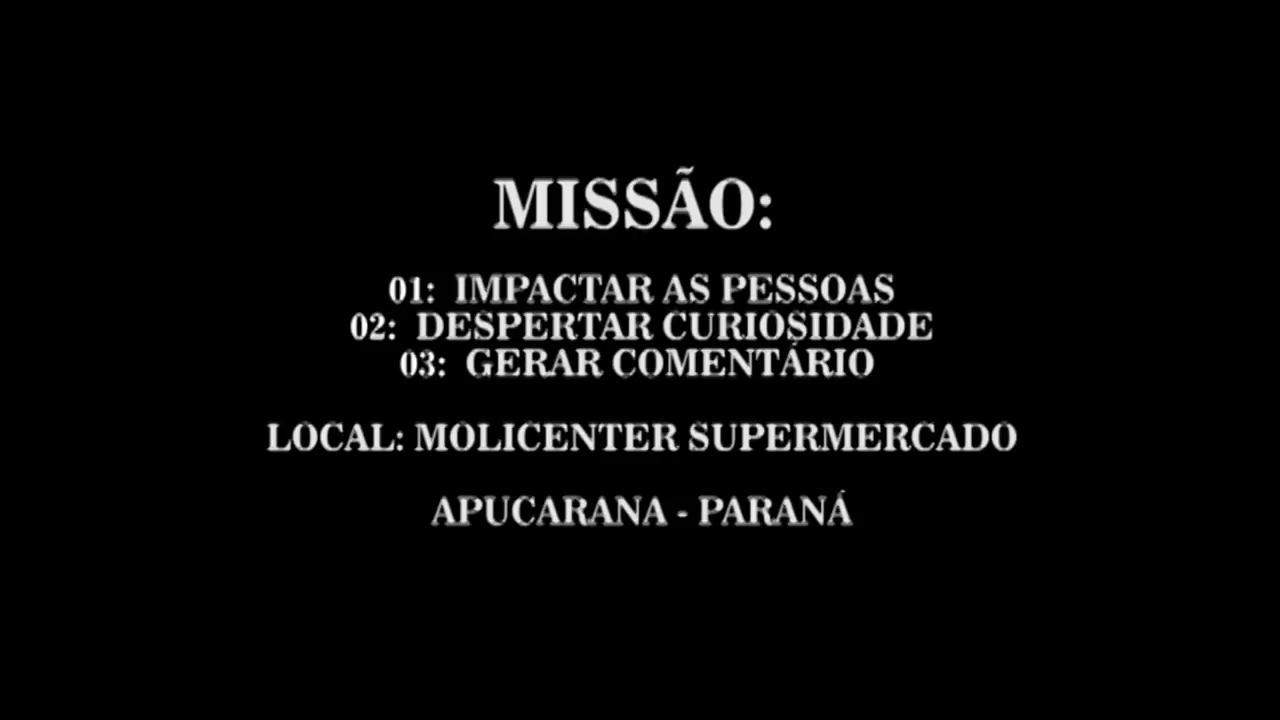 MISSÃO:
01: IMPACTAR AS PESSOAS
02: DESPERTAR CURIOSIDADE
03: GERAR COMENTÁRIO
LOCAL: MOLICENTER SUPERMERCADO
APUCARANA - PARANÁ